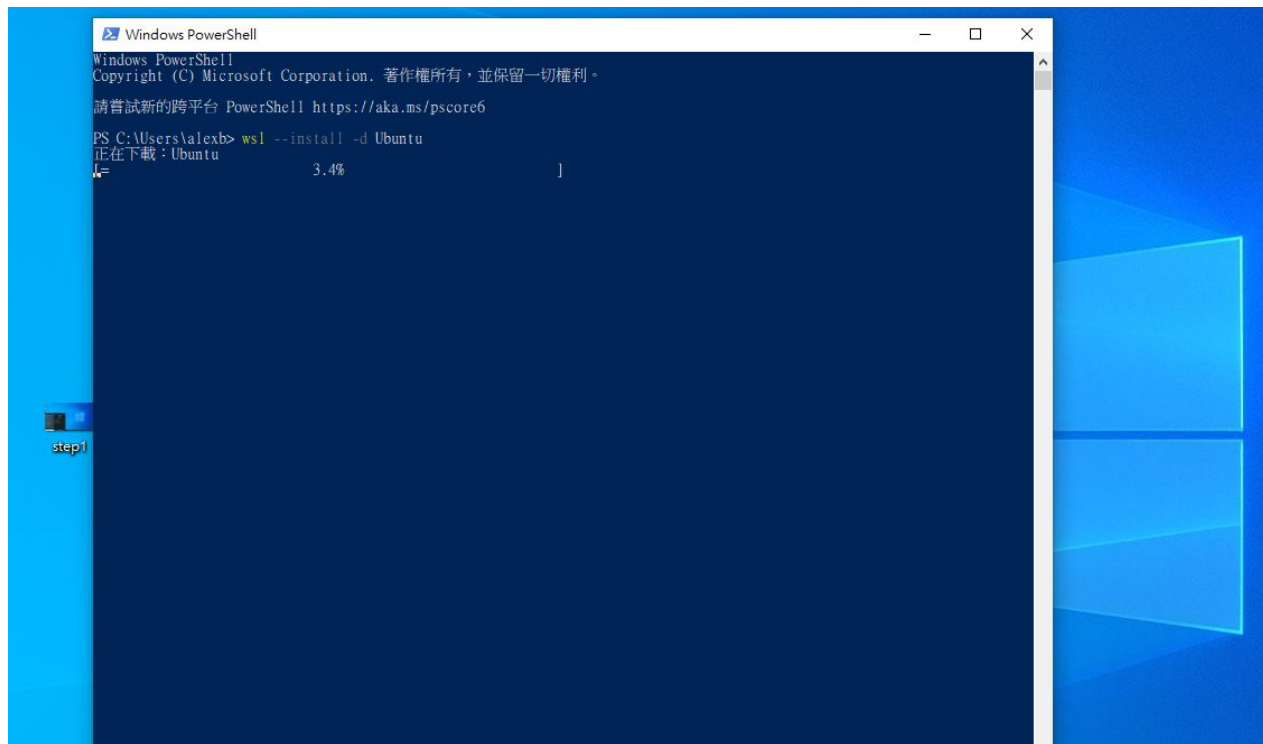 Windows PowerShell
Windows PowerShell
Copyright (C) Microsoft Corporation. 著作權所有，並保留一切權利。
請嘗試新的跨平台 PowerShell https://aka.ms/pscore6
PS C:\Users\alexb> wsl --install -d Ubuntu
正在下載：Ubuntu
[= 3.4% ]
step1